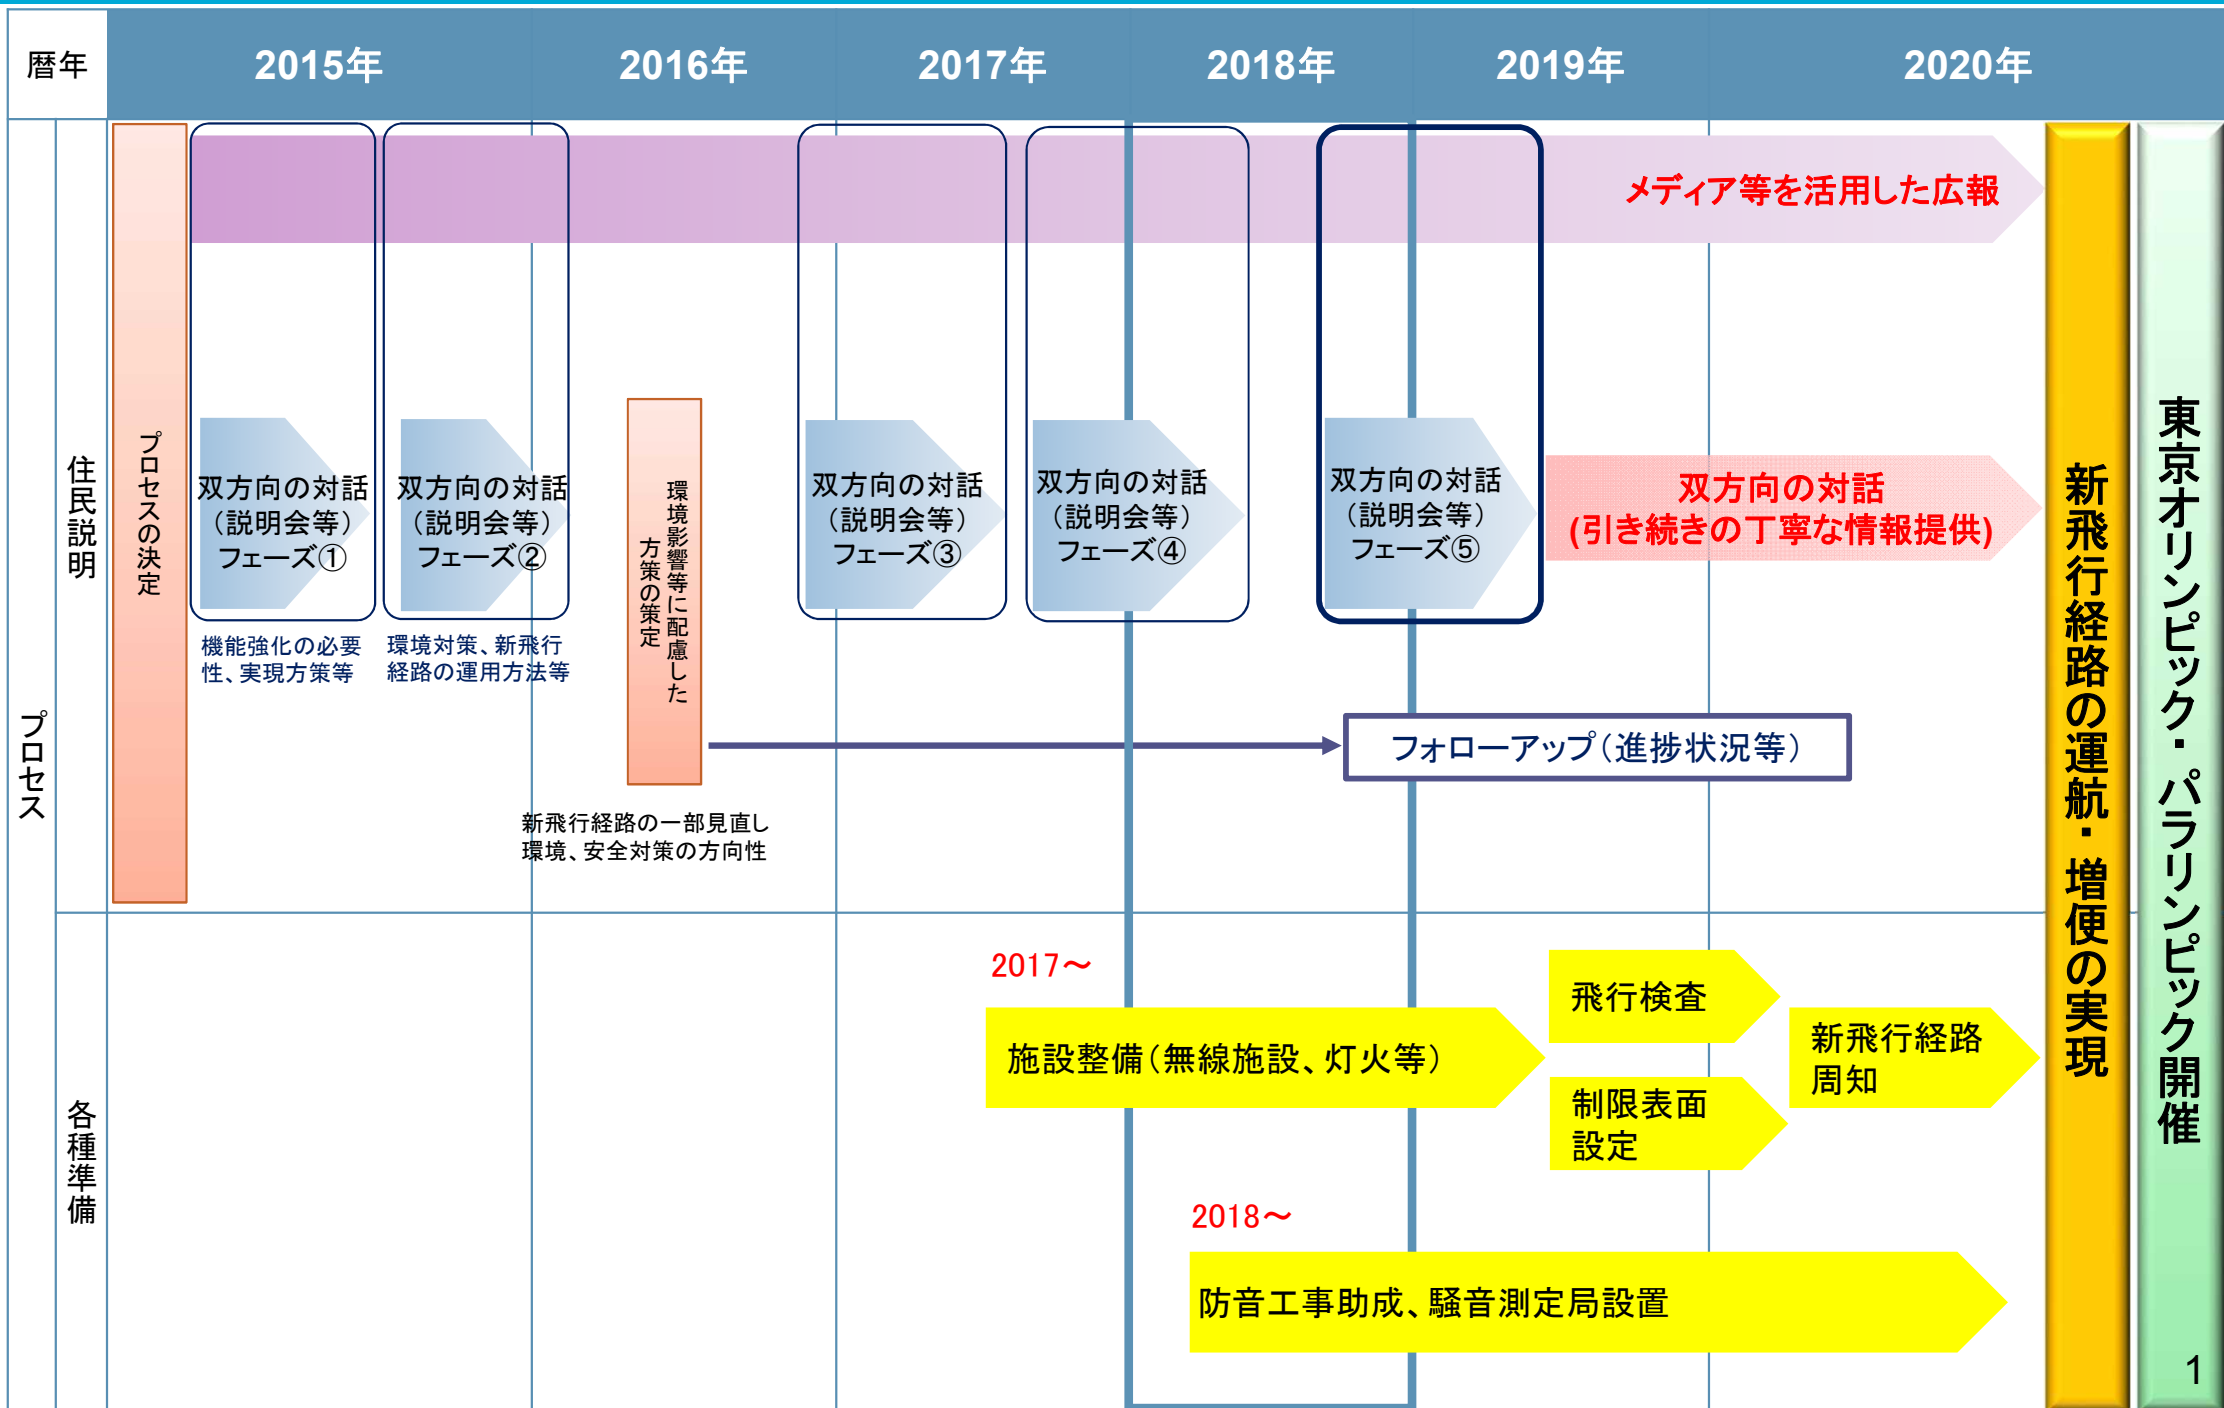 暦年
2015年
2016年
2017年
2018年
2019年
2020年
プロセス
住民説明
プロセスの決定
メディア等を活用した広報
双方向の対話
（説明会等）
フェーズ①
機能強化の必要
性、実現方策等
双方向の対話
（説明会等）
フェーズ②
環境対策、新飛行
経路の運用方法等
環境影響等に配慮した
方策の策定
新飛行経路の一部見直し
環境、安全対策の方向性
双方向の対話
（説明会等）
フェーズ③
双方向の対話
（説明会等）
フェーズ④
双方向の対話
（説明会等）
フェーズ⑤
双方向の対話
(引き続きの丁寧な情報提供)
フォローアップ（進捗状況等）
各種準備
2017～
施設整備（無線施設、灯火等）
飛行検査
制限表面
設定
新飛行経路
周知
2018～
防音工事助成、騒音測定局設置
新飛行経路の運航・増便の実現
東京オリンピック・パラリンピック開催
1